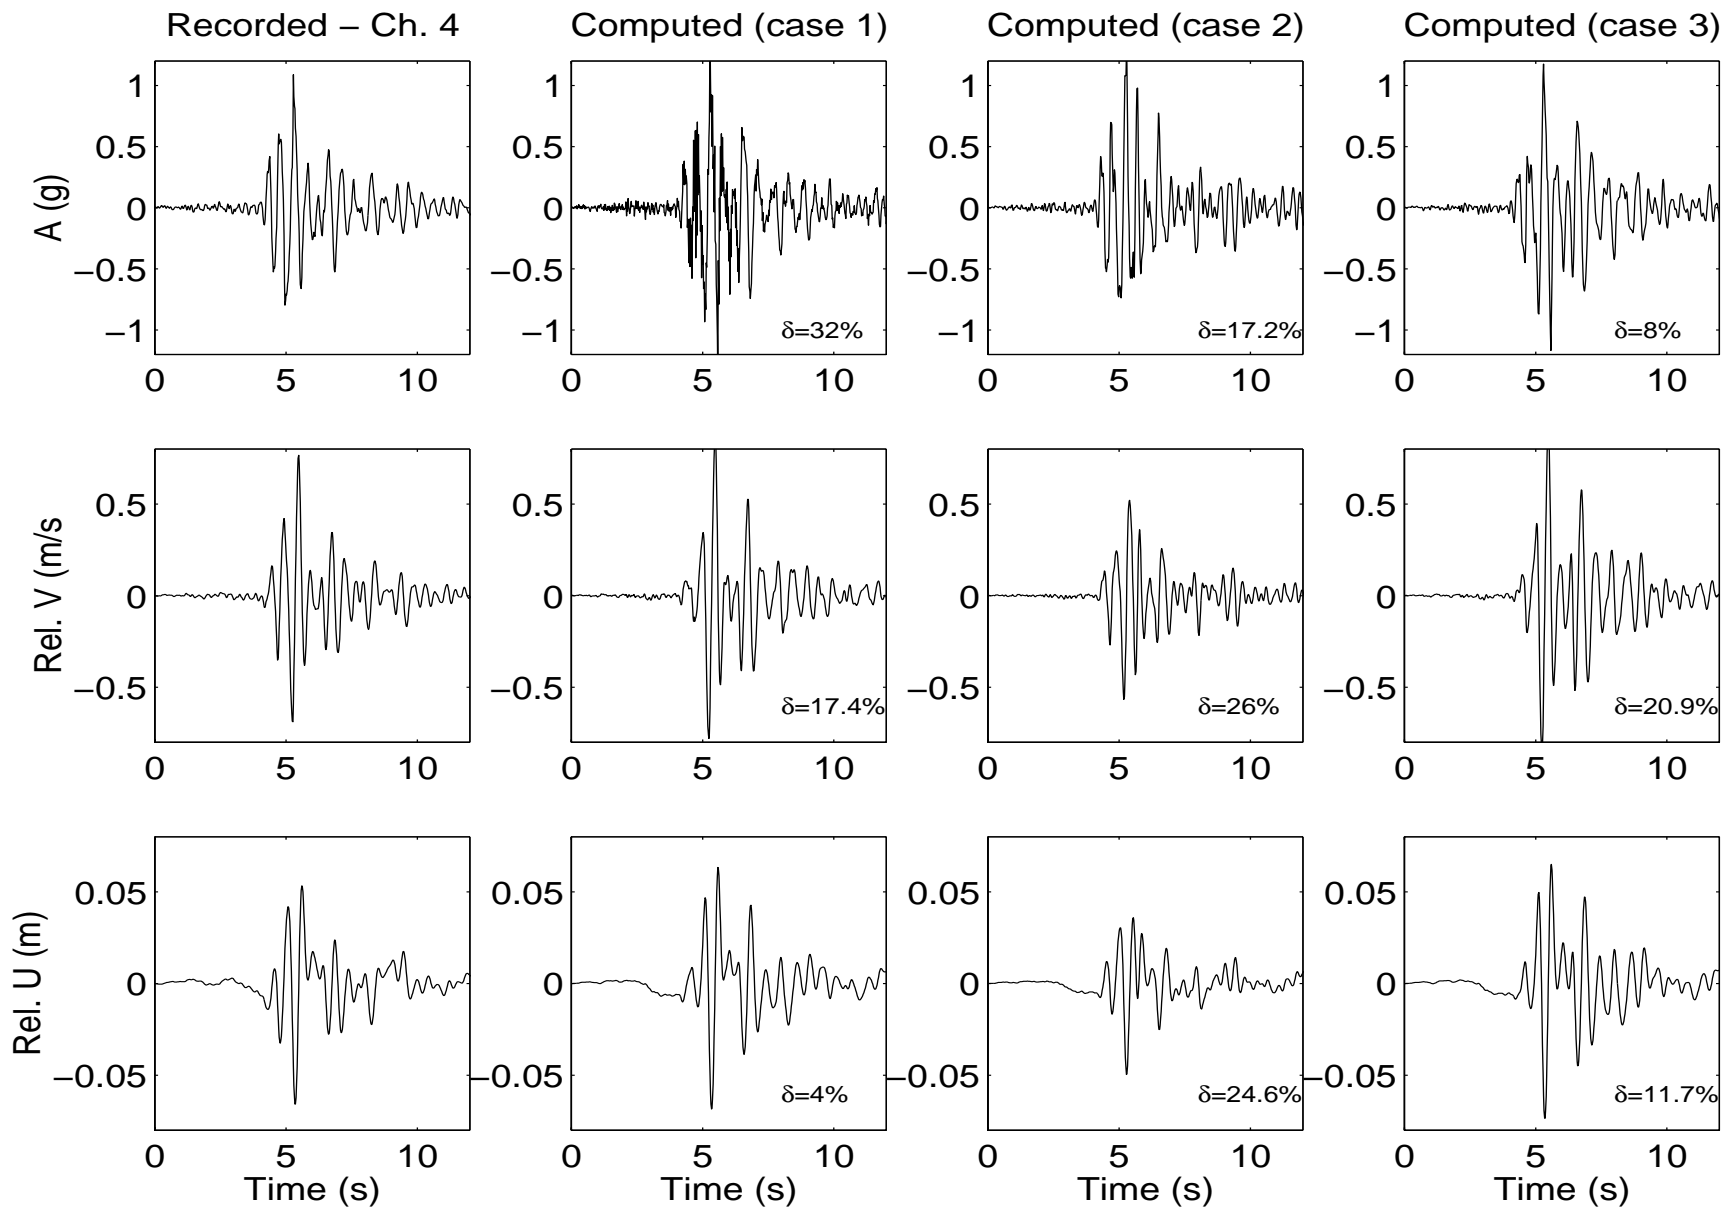 Recorded – Ch. 4
Computed (case 1)
Computed (case 2)
Computed (case 3)
A (g)
1
0.5
0
−0.5
−1
0 5 10
1
0.5
0
−0.5
−1
δ=32%
0 5 10
1
0.5
0
−0.5
−1
δ=17.2%
0 5 10
1
0.5
0
−0.5
−1
δ=8%
0 5 10
Rel. V (m/s
0.5
0
−0.5
0 5 10
0.5
0
−0.5
δ=17.4%
0 5 10
0.5
0
−0.5
δ=26%
0 5 10
0.5
0
−0.5
δ=20.9%
0 5 10
Rel. U (m)
0.05
0
−0.05
0 5 10
Time (s)
0.05
0
−0.05
δ=4%
0 5 10
Time (s)
0.05
0
−0.05
δ=24.6%
0 5 10
Time (s)
0.05
0
−0.05
δ=11.7%
0 5 10
Time (s)